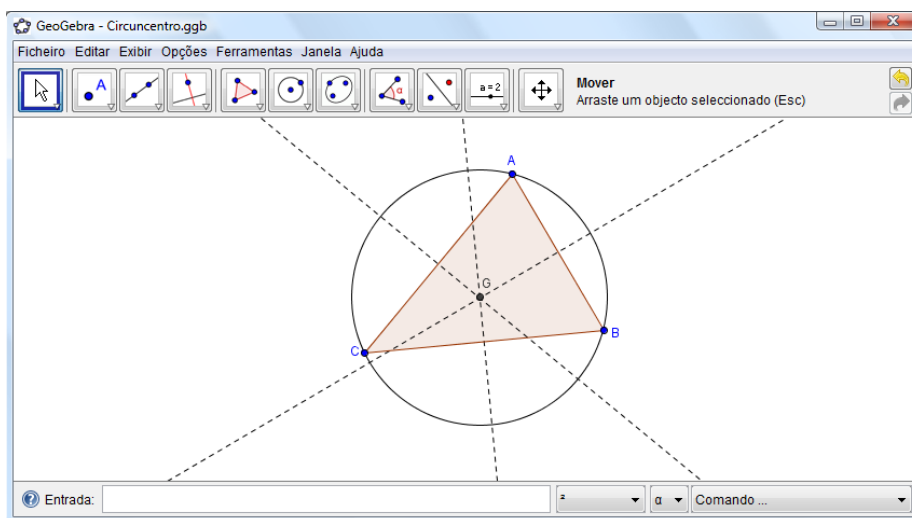 GeoGebra - Circuncentro.ggb
Ficheiro Editar Exibir Opções Ferramentas Janela Ajuda
A α a = 2 Mover
Arraste um objecto seleccionado (Esc)
A
G
B
C
Entrada: ² α Comando ...